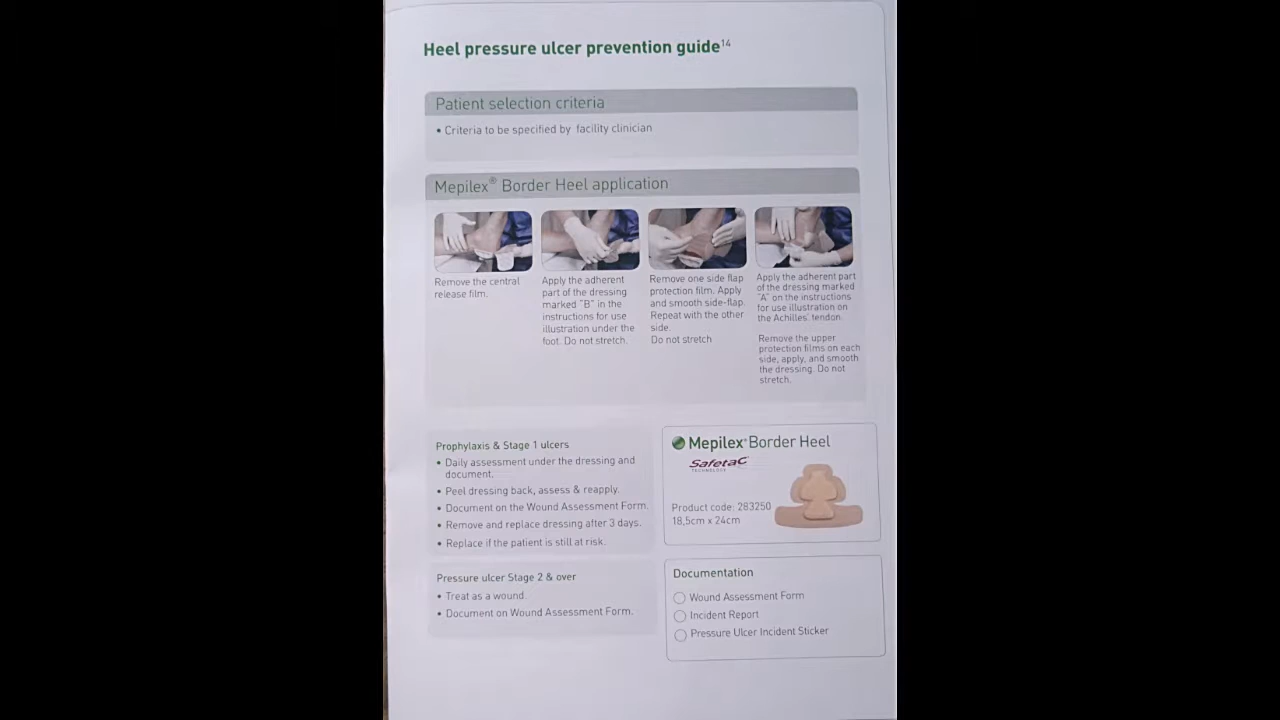 Heel pressure ulcer prevention guide14
Patient selection criteria
• Criteria to be specified by facility clinician
Mepilex® Border Heel application
Remove the central
release film.
Apply the adherent
part of the dressing
marked "B" in the
instructions for use
illustration under the
foot. Do not stretch.
Remove one side flap
protection film. Apply
and smooth side-flap.
Repeat with the other
side.
Do not stretch
Apply the adherent part
of the dressing marked
"A" on the instructions
for use illustration on
the Achilles' tendon.
Remove the upper
protection films on each
side, apply, and smooth
the dressing. Do not
stretch.
Prophylaxis & Stage 1 ulcers
• Daily assessment under the dressing and
document.
• Peel dressing back, assess & reapply.
• Document on the Wound Assessment Form.
• Remove and replace dressing after 3 days.
• Replace if the patient is still at risk.
Pressure ulcer Stage 2 & over
• Treat as a wound.
• Document on Wound Assessment Form.
Mepilex® Border Heel
Safetac
TECHNOLOGY
Product code: 283250
18,5cm x 24cm
Documentation
Wound Assessment Form
Incident Report
Pressure Ulcer Incident Sticker